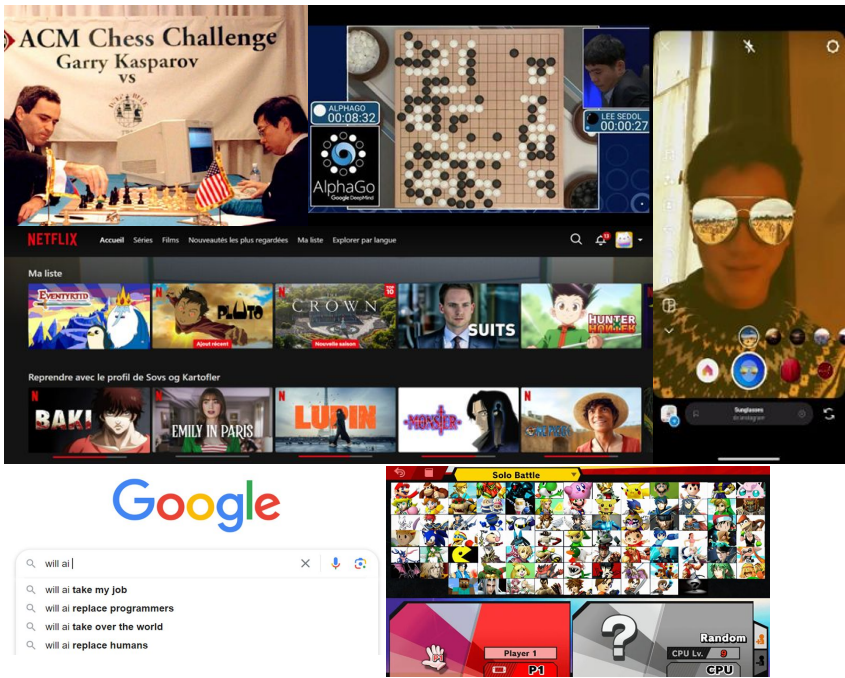 ACM Chess Challenge
Garry Kasparov
vs
ALPHAGO
00:08:32
LEE SEDOL
00:00:27
AlphaGo
Google DeepMind
NETFLIX
Accueil Séries Films Nouveautés les plus regardées Ma liste Explorer par langue
Ma liste
EVENTYRTID
PLUTO
Ajout récent
THE CROWN
Nouvelle saison
TOP 10
SUITS
HUNTER HUNTER
Reprendre avec le profil de Sovs og Kartofler
BAKI
EMILY IN PARIS
LUPIN
MONSTER
Sunglasses
Google
will ai
will ai take my job
will ai replace programmers
will ai take over the world
will ai replace humans
Solo Battle
Player 1
P1
Random
CPU Lv. 9
CPU